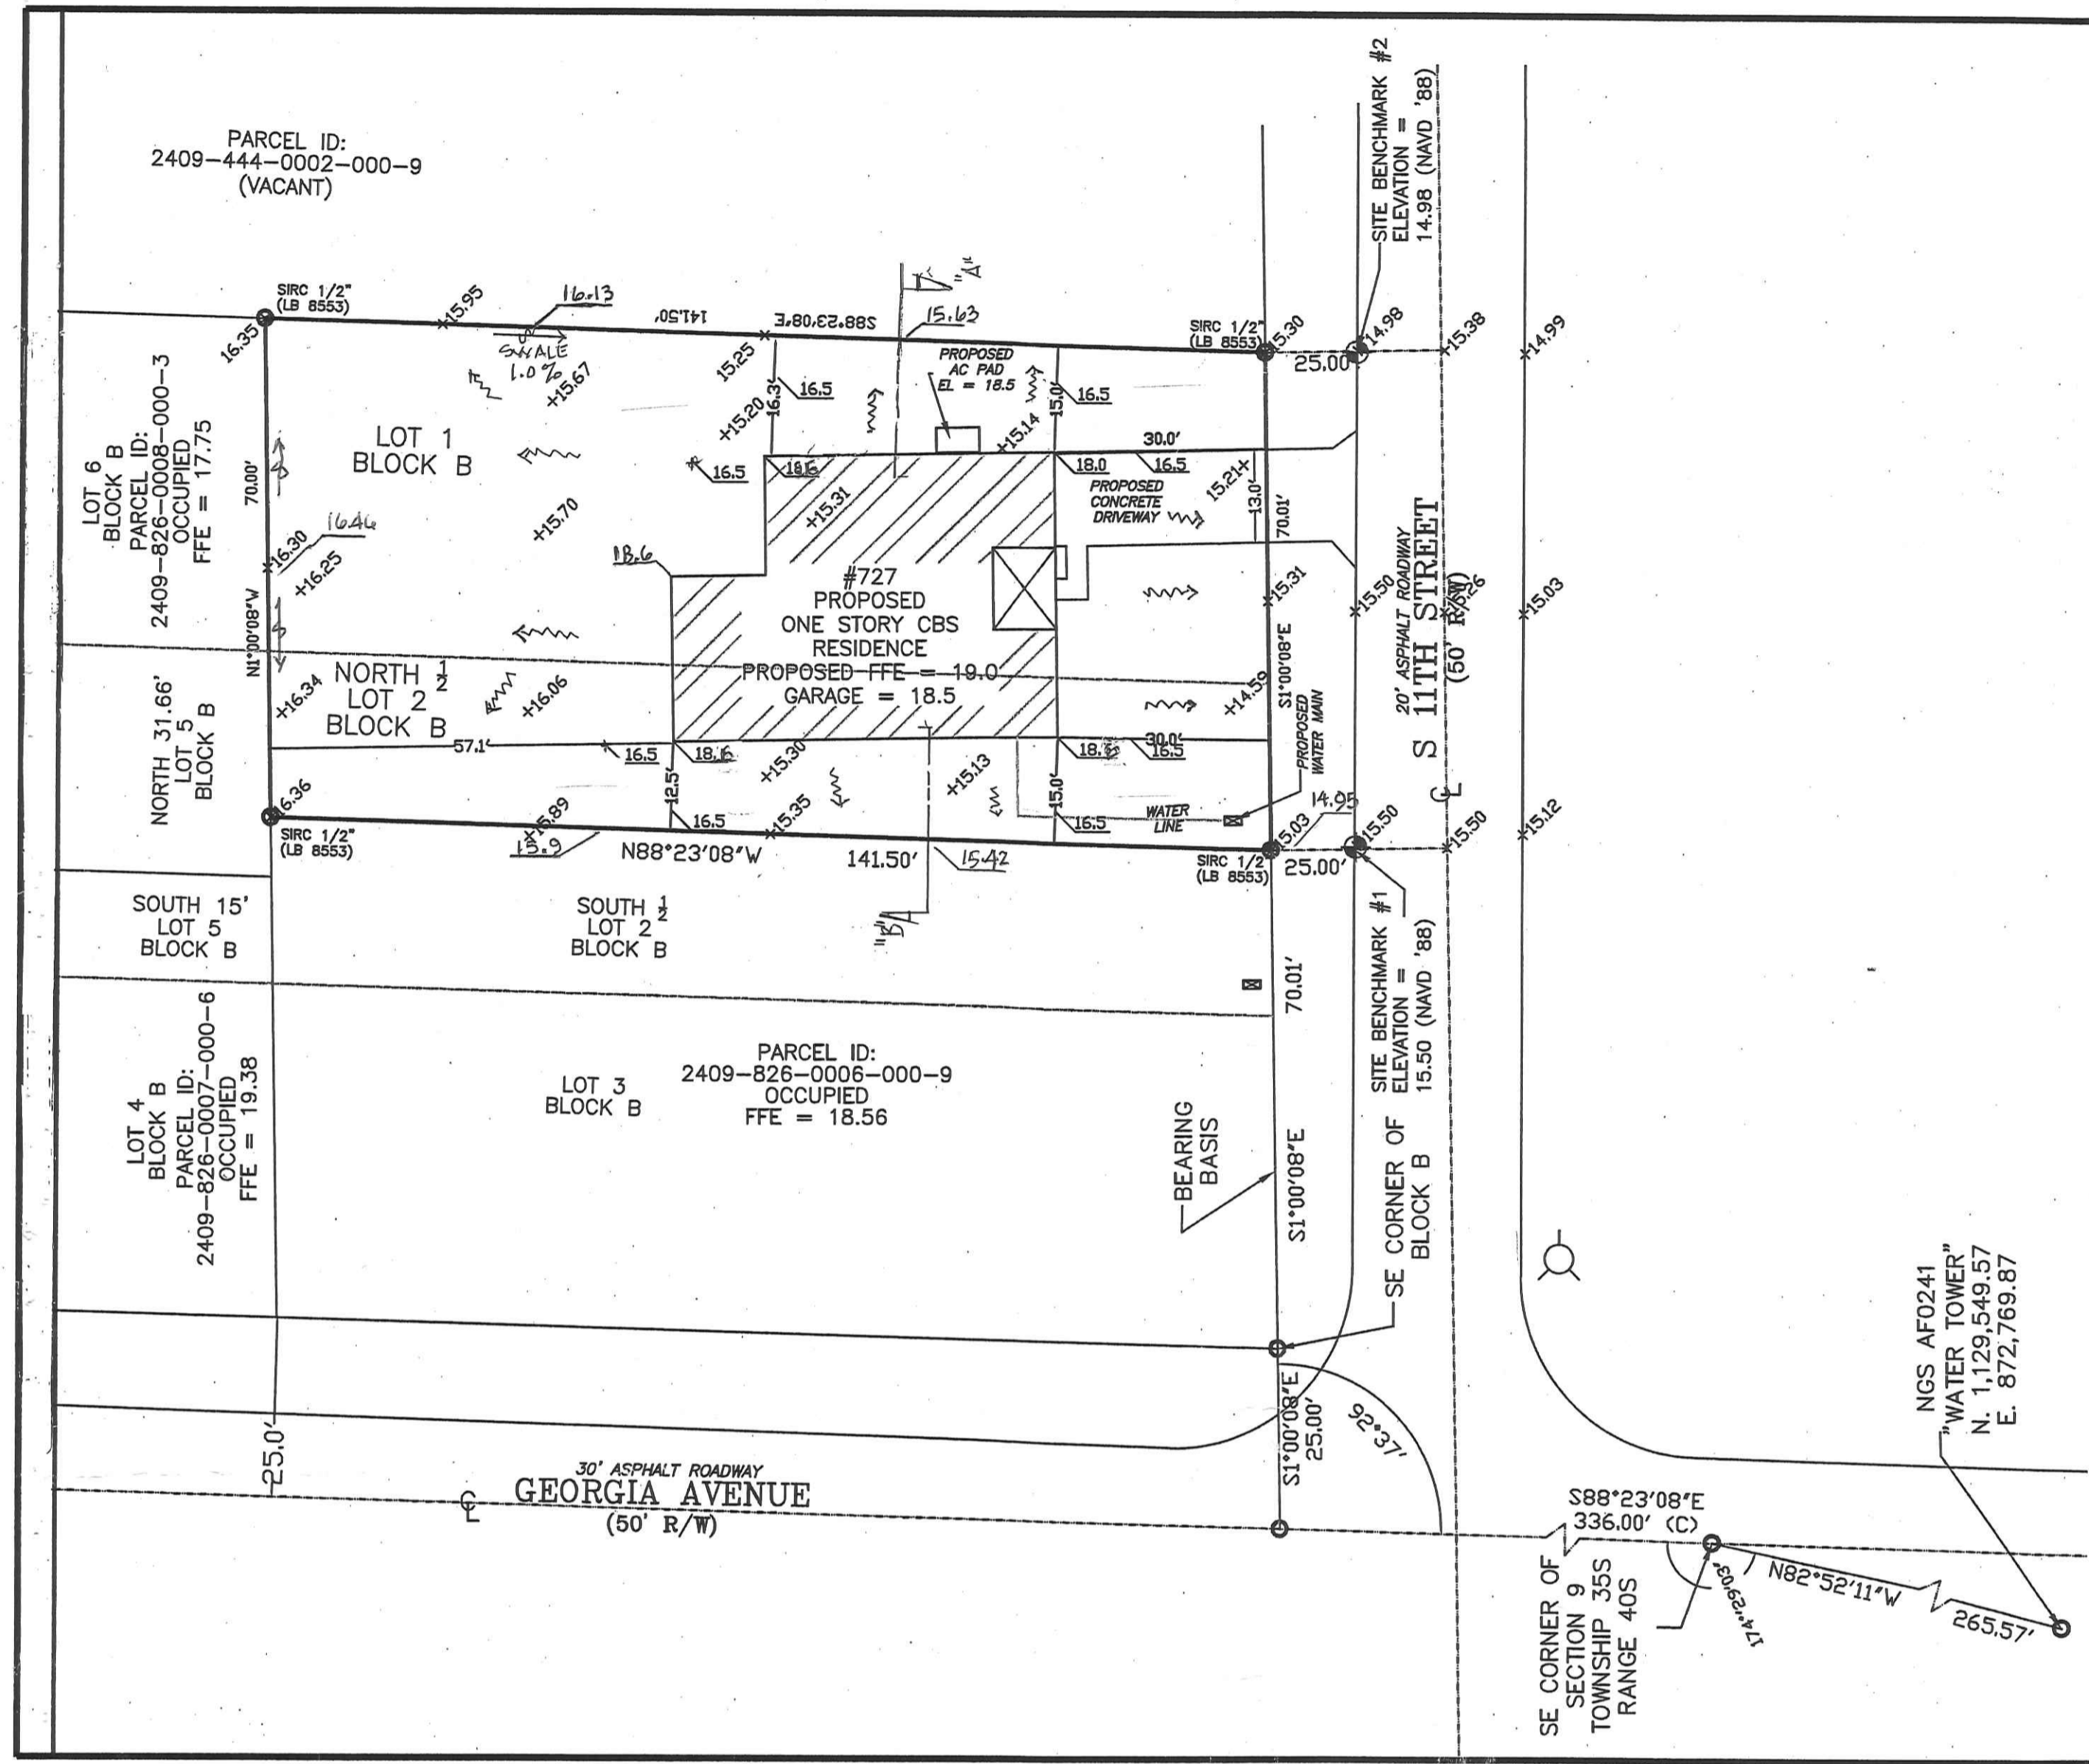 PARCEL ID:
2409-444-0002-000-9
(VACANT)
SITE BENCHMARK #2
ELEVATION =
14.98 (NAVD '88)
SIRC 1/2"
(LB 8553)
16.35
15.95
16.13
SWALE
1.0%
141.50'
S88°23'08"E
15.63
"A"
SIRC 1/2"
(LB 8553)
15.30
25.00'
14.98
15.38
14.99
LOT 6
BLOCK B
PARCEL ID:
2409-826-0008-000-3
OCCUPIED
FFE = 17.75
70.00'
LOT 1
BLOCK B
15.67
15.25
15.20
16.3'
16.5
PROPOSED
AC PAD
EL = 18.5
15.14
15.0'
16.5
30.0'
16.5
18.6
15.31
18.0
16.5
PROPOSED
CONCRETE
DRIVEWAY
15.21
13.0'
70.01'
16.30
16.46
16.25
15.70
18.6
#727
PROPOSED
ONE STORY CBS
RESIDENCE
PROPOSED FFE = 19.0
GARAGE = 18.5
15.31
15.50
20' ASPHALT ROADWAY
S 11TH STREET
(50' R/W)
15.26
15.03
N1°00'08"W
NORTH 1/2
LOT 2
BLOCK B
16.34
16.06
14.59
S1°00'08"E
PROPOSED
WATER MAIN
NORTH 31.66'
LOT 5
BLOCK B
57.1'
16.5
18.6
15.30
15.13
30.0'
16.5
16.36
SIRC 1/2"
(LB 8553)
15.89
12.5'
16.5
15.35
15.0'
16.5
WATER
LINE
14.95
15.03
15.50
15.50
15.12
N88°23'08"W
141.50'
15.42
SIRC 1/2
(LB 8553)
25.00'
"B"
SOUTH 15'
LOT 5
BLOCK B
SOUTH 1/2
LOT 2
BLOCK B
70.01'
SITE BENCHMARK #1
ELEVATION =
15.50 (NAVD '88)
LOT 4
BLOCK B
PARCEL ID:
2409-826-0007-000-6
OCCUPIED
FFE = 19.38
LOT 3
BLOCK B
PARCEL ID:
2409-826-0006-000-9
OCCUPIED
FFE = 18.56
BEARING
BASIS
S1°00'08"E
SE CORNER OF
BLOCK B
NGS AF0241
"WATER TOWER"
N. 1,129,549.57
E. 872,769.87
25.0'
30' ASPHALT ROADWAY
GEORGIA AVENUE
(50' R/W)
S1°00'08"E
25.00'
92°37'
S88°23'08"E
336.00' (C)
SE CORNER OF
SECTION 9
TOWNSHIP 35S
RANGE 40S
174°29'03"
N82°52'11"W
265.57'